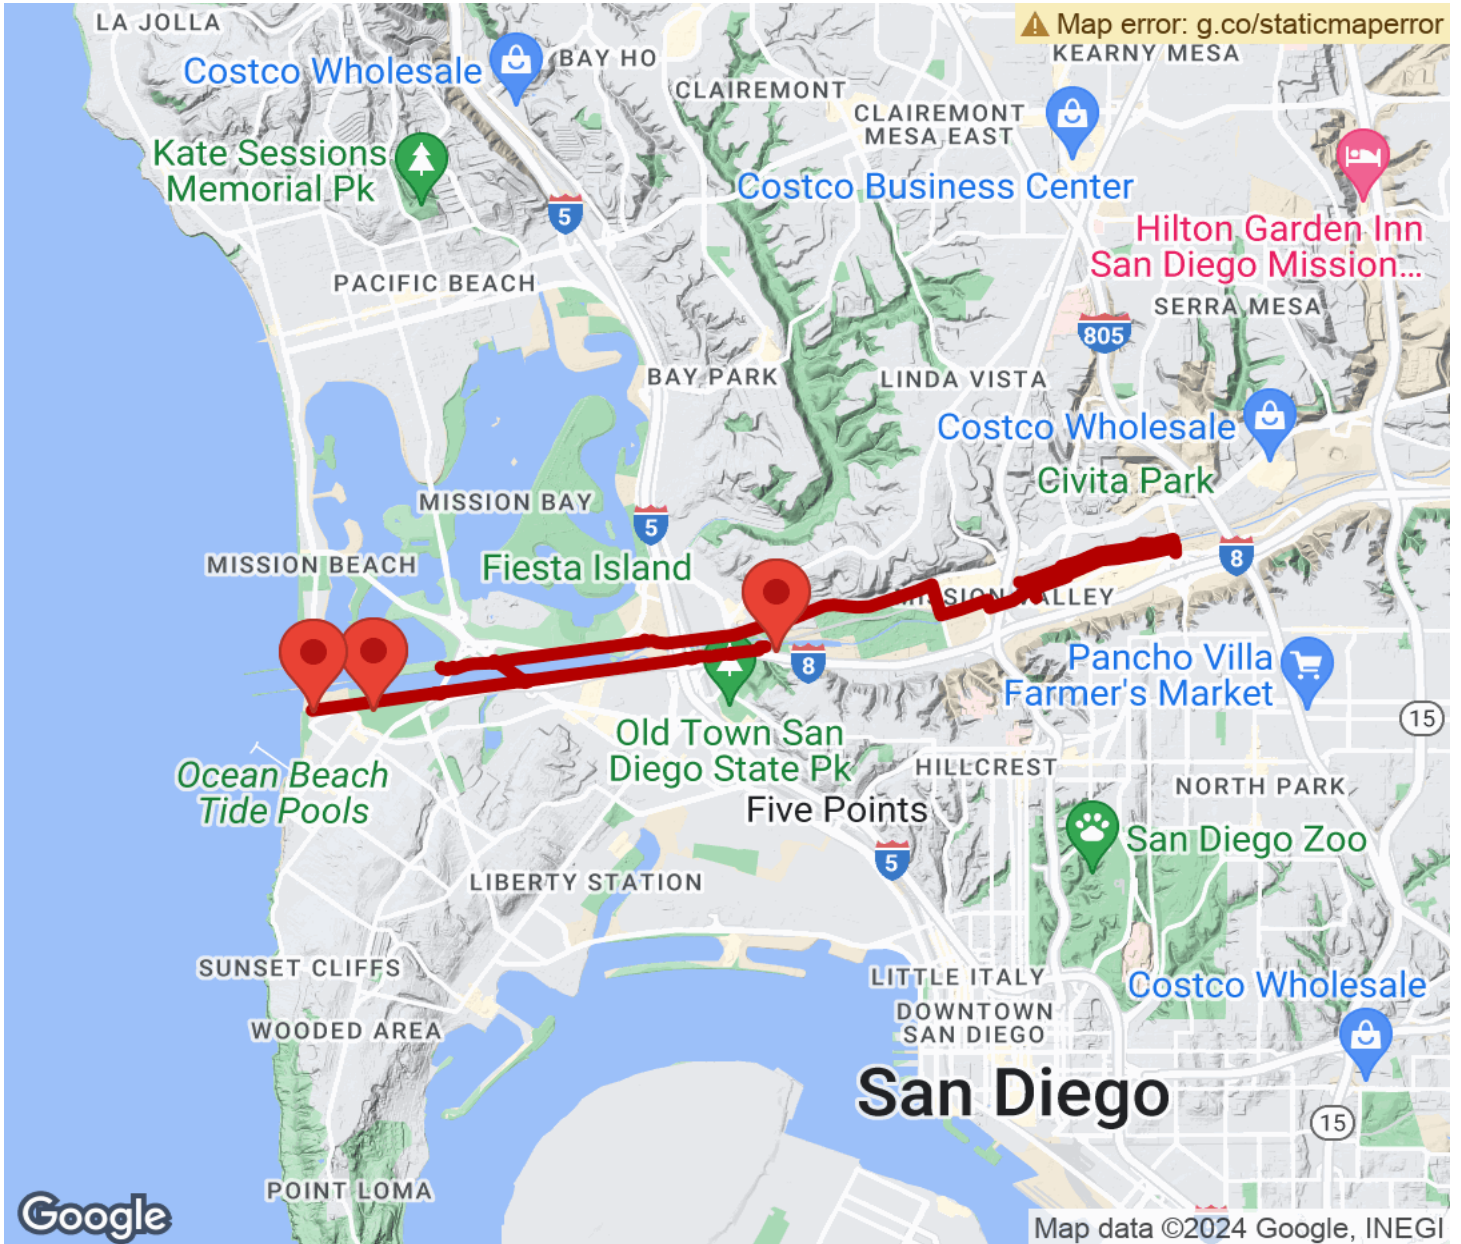 LA JOLLA
Map error: g.co/staticmaperror
KEARNY MESA
BAY HO
Costco Wholesale
CLAIREMONT
CLAIREMONT
MESA EAST
Kate Sessions
Memorial Pk
Costco Business Center
5
Hilton Garden Inn
San Diego Mission...
PACIFIC BEACH
SERRA MESA
805
BAY PARK
LINDA VISTA
Costco Wholesale
Civita Park
MISSION BAY
5
MISSION BEACH
Fiesta Island
8
MISSION VALLEY
8
Pancho Villa
Farmer's Market
15
Old Town San
Diego State Pk
Ocean Beach
Tide Pools
HILLCREST
NORTH PARK
Five Points
San Diego Zoo
5
LIBERTY STATION
SUNSET CLIFFS
LITTLE ITALY
Costco Wholesale
DOWNTOWN
SAN DIEGO
WOODED AREA
San Diego
15
POINT LOMA
Google
Map data ©2024 Google, INEGI